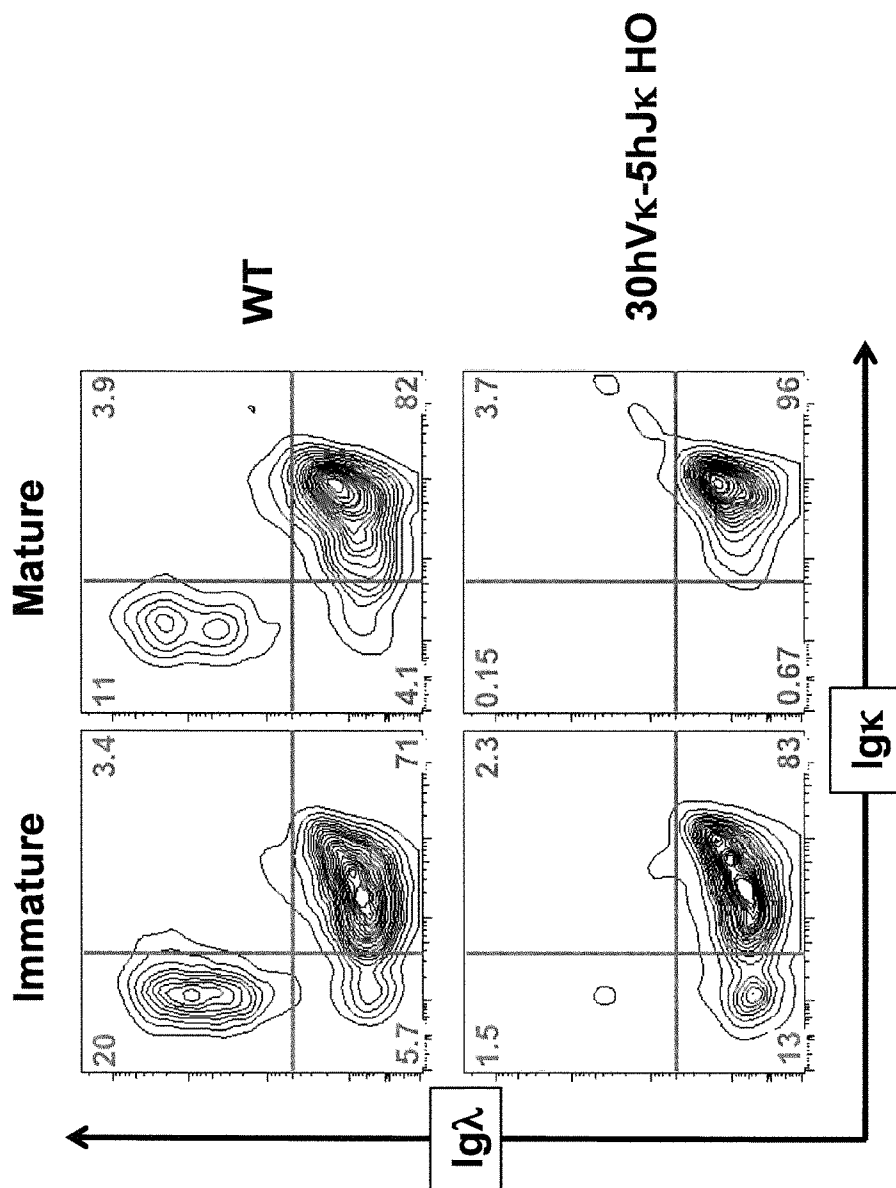 Immature
Mature
20
3.4
5.7
71
11
3.9
4.1
82
WT
1.5
2.3
13
83
0.15
3.7
0.67
96
30hVκ-5hJκ HO
Igλ
Igκ